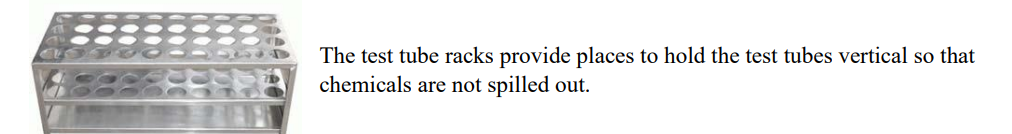 The test tube racks provide places to hold the test tubes vertical so that
chemicals are not spilled out.